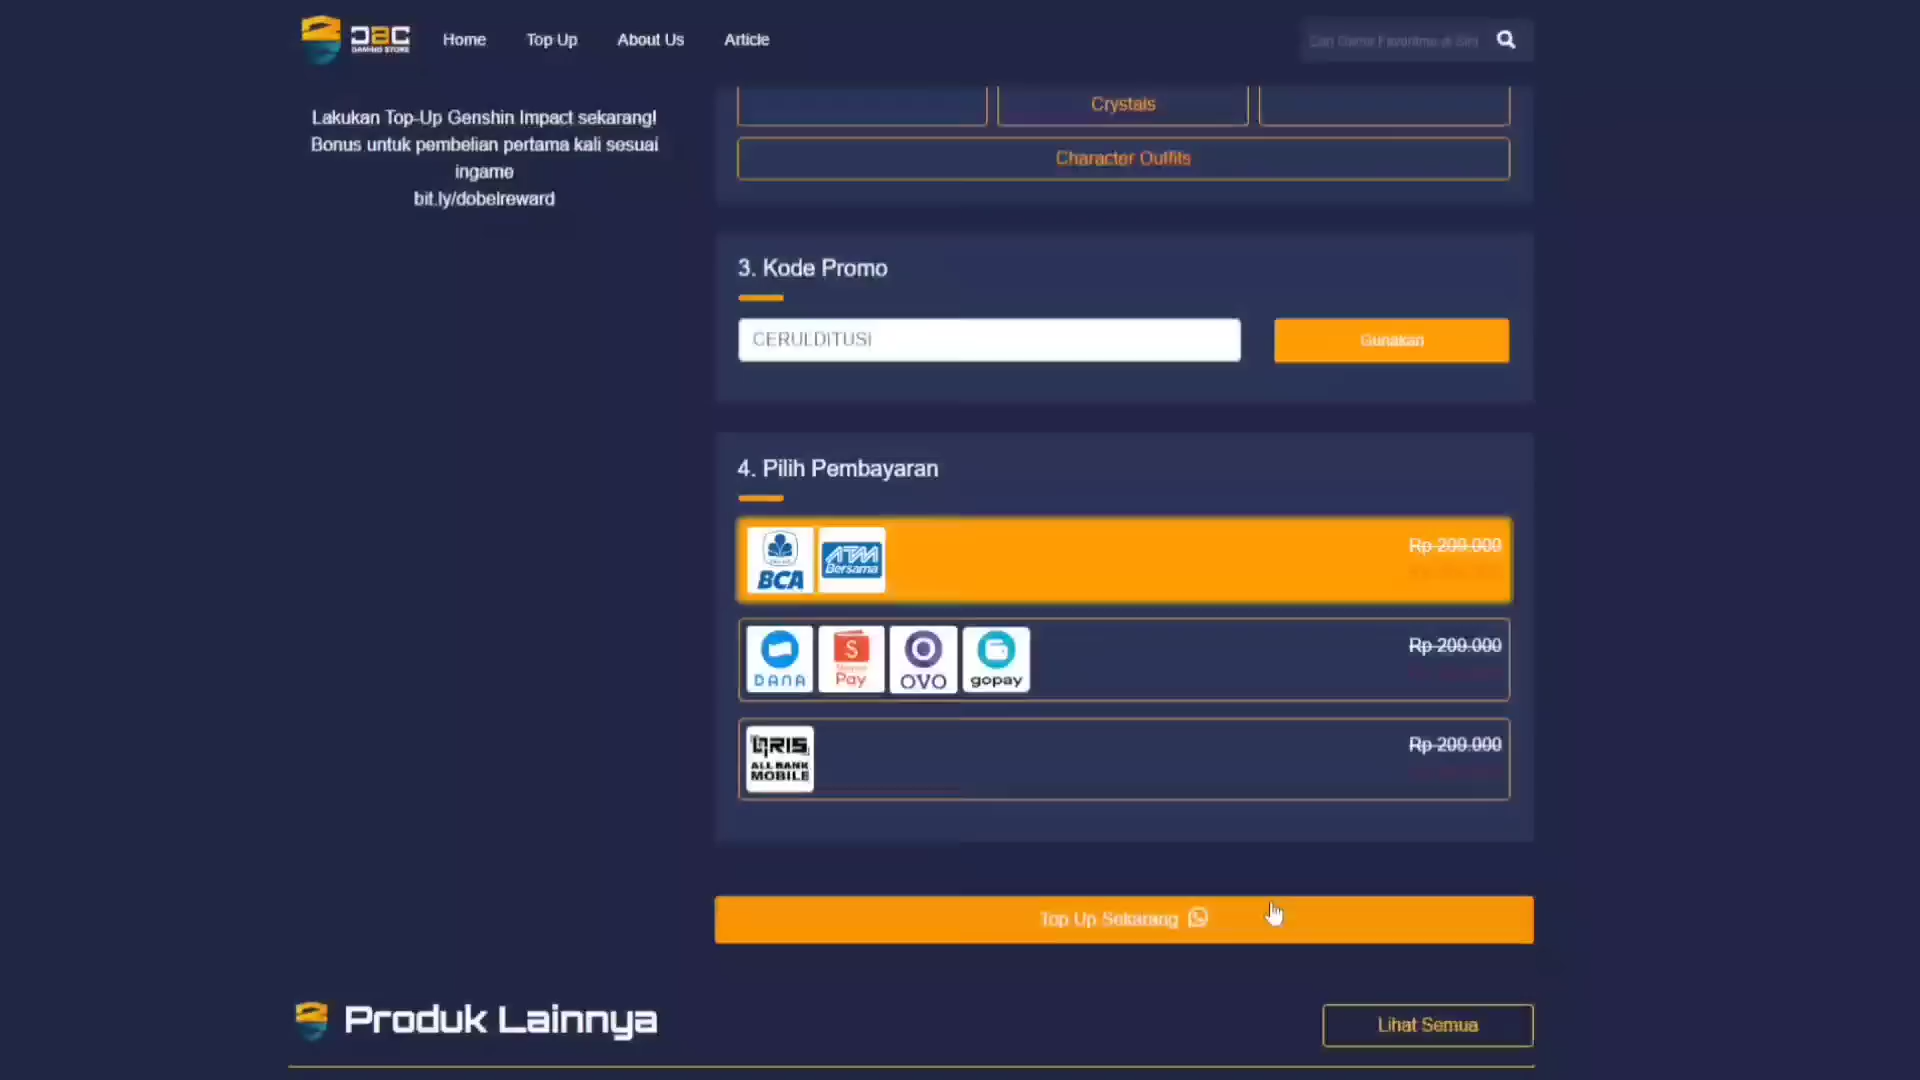 Home
Top Up
About Us
Article
Lakukan Top-Up Genshin Impact sekarang!
Bonus untuk pembelian pertama kali sesuai
ingame
bit.ly/dobelreward
Crystals
Character Outfits
3. Kode Promo
CERULDITUSI
Gunakan
4. Pilih Pembayaran
BCA
ATM
Bersama
Rp 209.000
DANA
Pay
OVO
gopay
Rp 209.000
QRIS
ALL BANK
MOBILE
Rp 209.000
Top Up Sekarang
Produk Lainnya
Lihat Semua